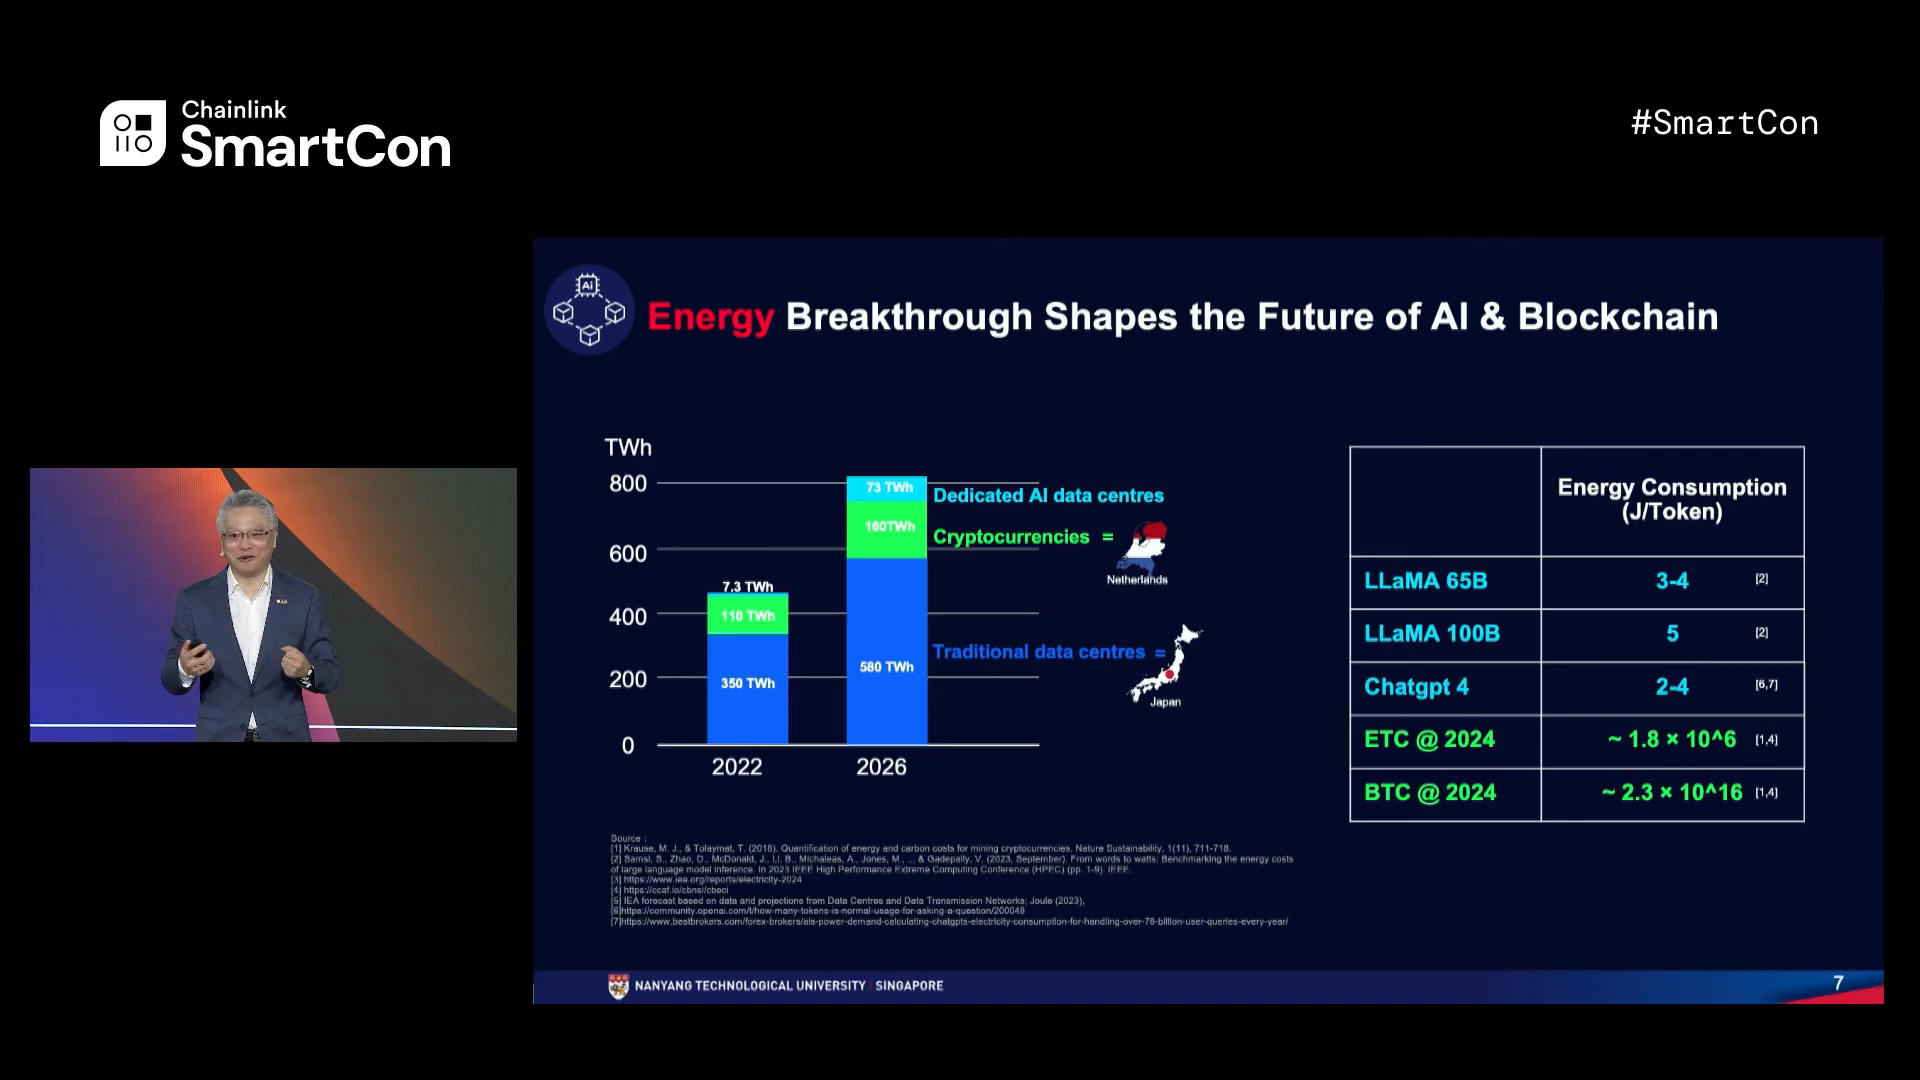 Chainlink
SmartCon
#SmartCon
Ai
Energy Breakthrough Shapes the Future of AI & Blockchain
TWh
800
600
400
200
0
7.3 TWh
110 TWh
350 TWh
2022
73 TWh
160TWh
580 TWh
2026
Dedicated AI data centres
Cryptocurrencies =
Netherlands
Traditional data centres =
Japan
Energy Consumption
(J/Token)
LLaMA 65B 3-4 [2]
LLaMA 100B 5 [2]
Chatgpt 4 2-4 [6,7]
ETC @ 2024 ~ 1.8 × 10^6 [1,4]
BTC @ 2024 ~ 2.3 × 10^16 [1,4]
Source :
[1] Krause, M. J., & Tolaymat, T. (2018). Quantification of energy and carbon costs for mining cryptocurrencies. Nature Sustainability, 1(11), 711-718.
[2] Samsi, S., Zhao, D., McDonald, J., Li, B., Michaleas, A., Jones, M., ... & Gadepally, V. (2023, September). From words to watts: Benchmarking the energy costs
of large language model inference. In 2023 IEEE High Performance Extreme Computing Conference (HPEC) (pp. 1-9). IEEE.
[3] https://www.iea.org/reports/electricity-2024
[4] https://ccaf.io/cbnsi/cbeci
[5] IEA forecast based on data and projections from Data Centres and Data Transmission Networks; Joule (2023),
[6]https://community.openai.com/t/how-many-tokens-is-normal-usage-for-asking-a-question/200048
[7]https://www.bestbrokers.com/forex-brokers/ais-power-demand-calculating-chatgpts-electricity-consumption-for-handling-over-78-billion-user-queries-every-year/
NANYANG TECHNOLOGICAL UNIVERSITY | SINGAPORE
7